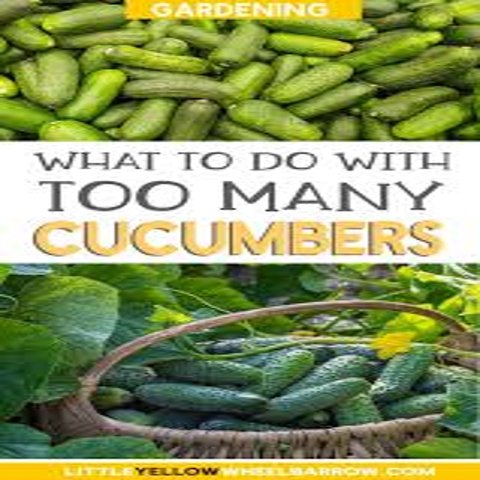 GARDENING
WHAT TO DO WITH
TOO MANY
CUCUMBERS
LITTLEYELLOWWHEELBARROW.COM